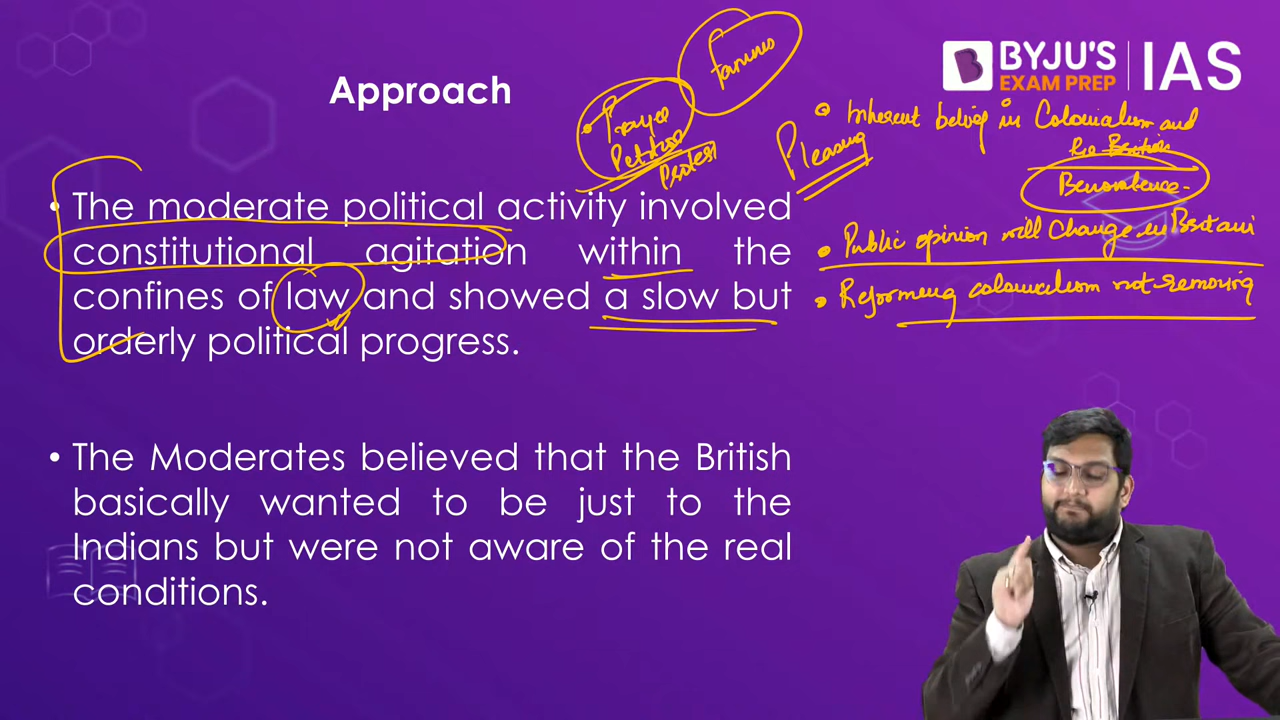 Approach
BYJU'S
EXAM PREP
IAS
Prayer
Petition
Protest
Pleasing
• Inherent belief in Colonialism and
Benevolence
• Public opinion will change in Britain
• Reforming colonialism not removing
• The moderate political activity involved
constitutional agitation within the
confines of law and showed a slow but
orderly political progress.
• The Moderates believed that the British
basically wanted to be just to the
Indians but were not aware of the real
conditions.